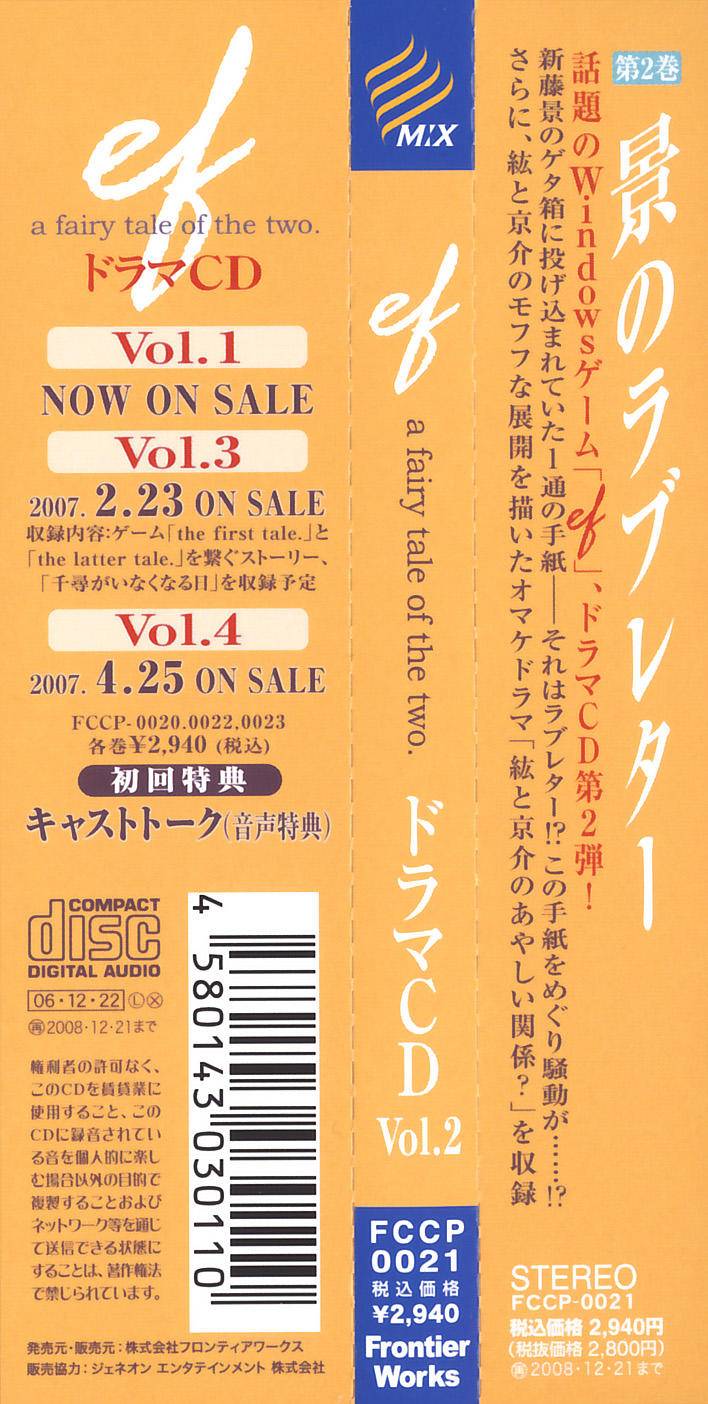 ef
a fairy tale of the two.
ドラマCD
Vol.1
NOW ON SALE
Vol.3
2007. 2.23 ON SALE
収録内容:ゲーム「the first tale.」と
「the latter tale.」を繋ぐストーリー、
「千尋がいなくなる日」を収録予定
Vol.4
2007. 4.25 ON SALE
FCCP-0020.0022.0023
各巻¥2,940 (税込)
初回特典
キャストトーク(音声特典)
COMPACT
disc
DIGITAL AUDIO
06・12・22 Ⓛ Ⓧ
㊢2008・12・21まで
権利者の許可なく、
このCDを賃貸業に
使用すること、この
CDに録音されてい
る音を個人的に楽し
む場合以外の目的で
複製することおよび
ネットワーク等を通じ
て送信できる状態に
することは、著作権法
で禁じられています。
4 580143 030110
発売元・販売元:株式会社フロンティアワークス
販売協力:ジェネオン エンタテインメント 株式会社
MIX
ef
a fairy tale of the two.
ドラマCD
Vol.2
FCCP
0021
税込価格
¥2,940
Frontier
Works
第2巻
景のラブレター
話題のWindowsゲーム「ef」、ドラマCD第2弾!
新藤景のゲタ箱に投げ込まれていた1通の手紙――それはラブレター!? この手紙をめぐり騒動が……!?
さらに、紘と京介のモフフな展開を描いたオマケドラマ「紘と京介のあやしい関係?」を収録
STEREO
FCCP-0021
税込価格 2,940円
(税抜価格 2,800円)
㊢2008・12・21まで